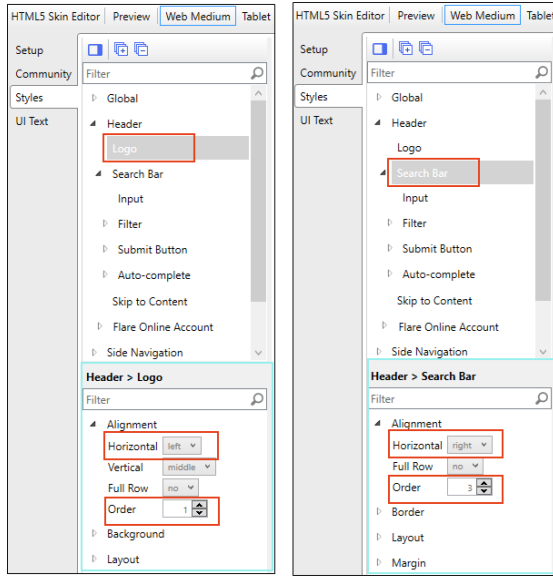 HTML5 Skin Editor Preview Web Medium Tablet
Setup
Community
Styles
UI Text
Filter
Global
Header
Logo
Search Bar
Input
Filter
Submit Button
Auto-complete
Skip to Content
Flare Online Account
Side Navigation
Header > Logo
Filter
Alignment
Horizontal left
Vertical middle
Full Row no
Order 1
Background
Layout
HTML5 Skin Editor Preview Web Medium Table
Setup
Community
Styles
UI Text
Filter
Global
Header
Logo
Search Bar
Input
Filter
Submit Button
Auto-complete
Skip to Content
Flare Online Account
Side Navigation
Header > Search Bar
Filter
Alignment
Horizontal right
Full Row no
Order 3
Border
Layout
Margin